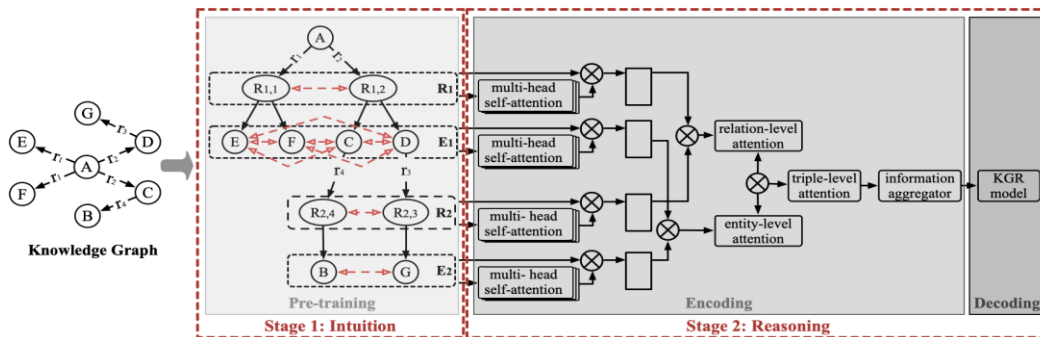 G
E
D
A
F
C
B
r₁
r₁
r₂
r₂
r₃
r₄
Knowledge Graph
A
r₁
r₂
R1,1
R1,2
R1
E
F
C
D
E1
r₄
r₃
R2,4
R2,3
R2
B
G
E2
Pre-training
Stage 1: Intuition
multi-head
self-attention
multi-head
self-attention
multi- head
self-attention
multi- head
self-attention
relation-level
attention
triple-level
attention
information
aggregator
entity-level
attention
KGR
model
Encoding
Decoding
Stage 2: Reasoning